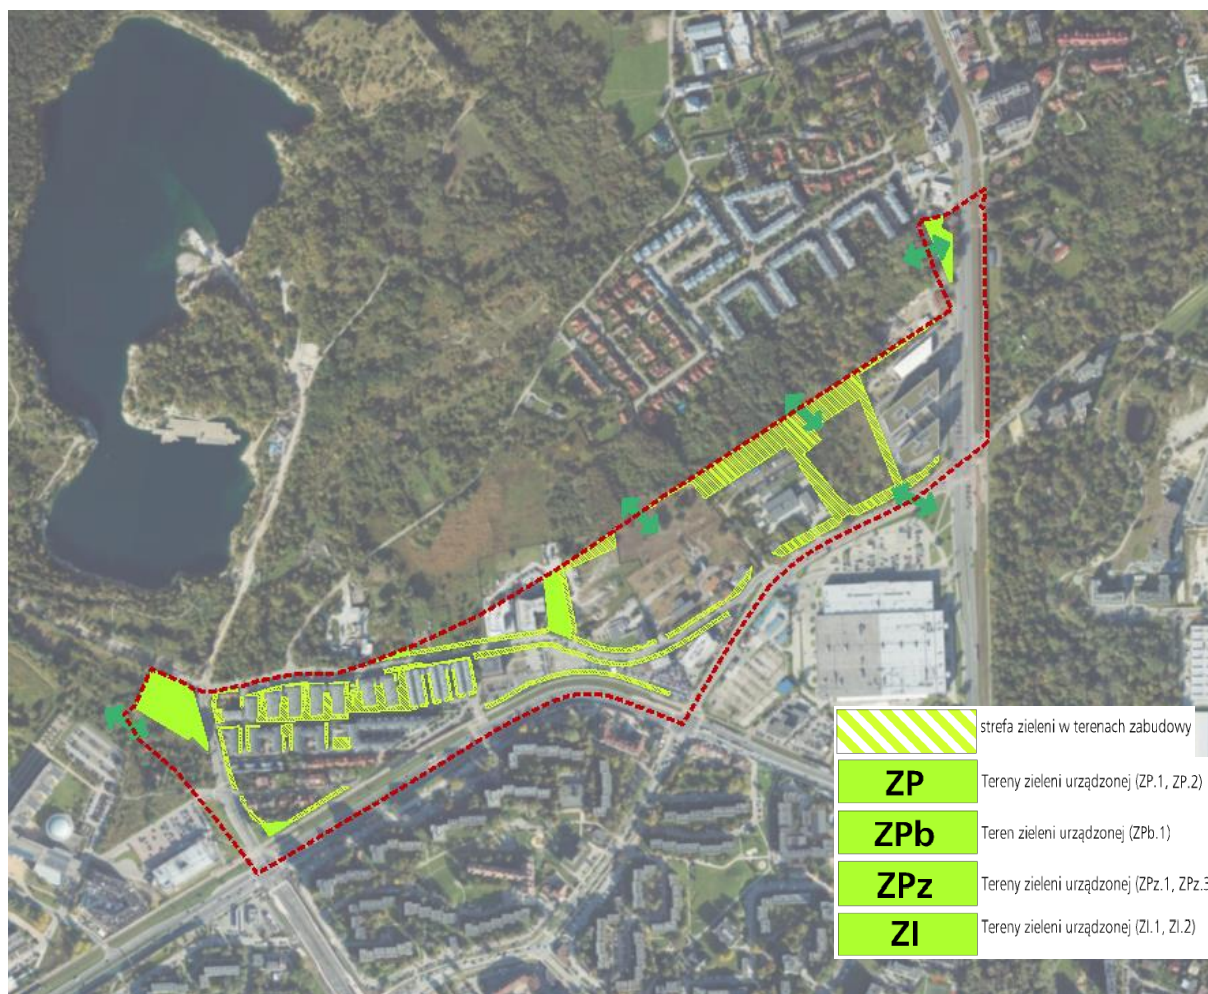 strefa zieleni w terenach zabudowy
ZP Tereny zieleni urządzonej (ZP.1, ZP.2)
ZPb Teren zieleni urządzonej (ZPb.1)
ZPz Tereny zieleni urządzonej (ZPz.1, ZPz.3
ZI Tereny zieleni urządzonej (ZI.1, ZI.2)